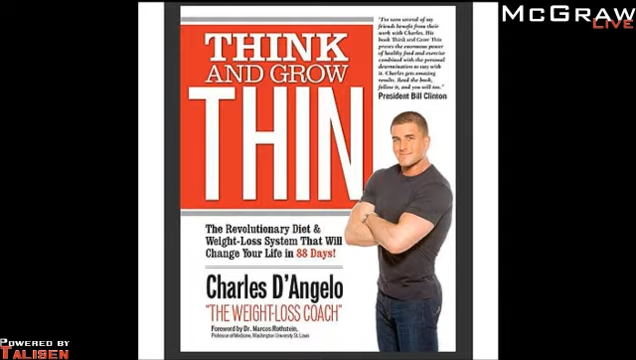 McGRAW
LIVE
THINK
AND GROW
THIN
"I've seen several of my
friends benefit from their
work with Charles. His
book Think and Grow Thin
proves the enormous power
of healthy food and exercise
combined with the personal
determination to stay with
it. Charles gets amazing
results. Read the book,
follow it, and you will too."
President Bill Clinton
The Revolutionary Diet &
Weight-Loss System That Will
Change Your Life in 88 Days!
Charles D'Angelo
"THE WEIGHT-LOSS COACH"
Foreword by Dr. Marcos Rothstein,
Professor of Medicine, Washington University St. Louis
POWERED BY
TALISEN